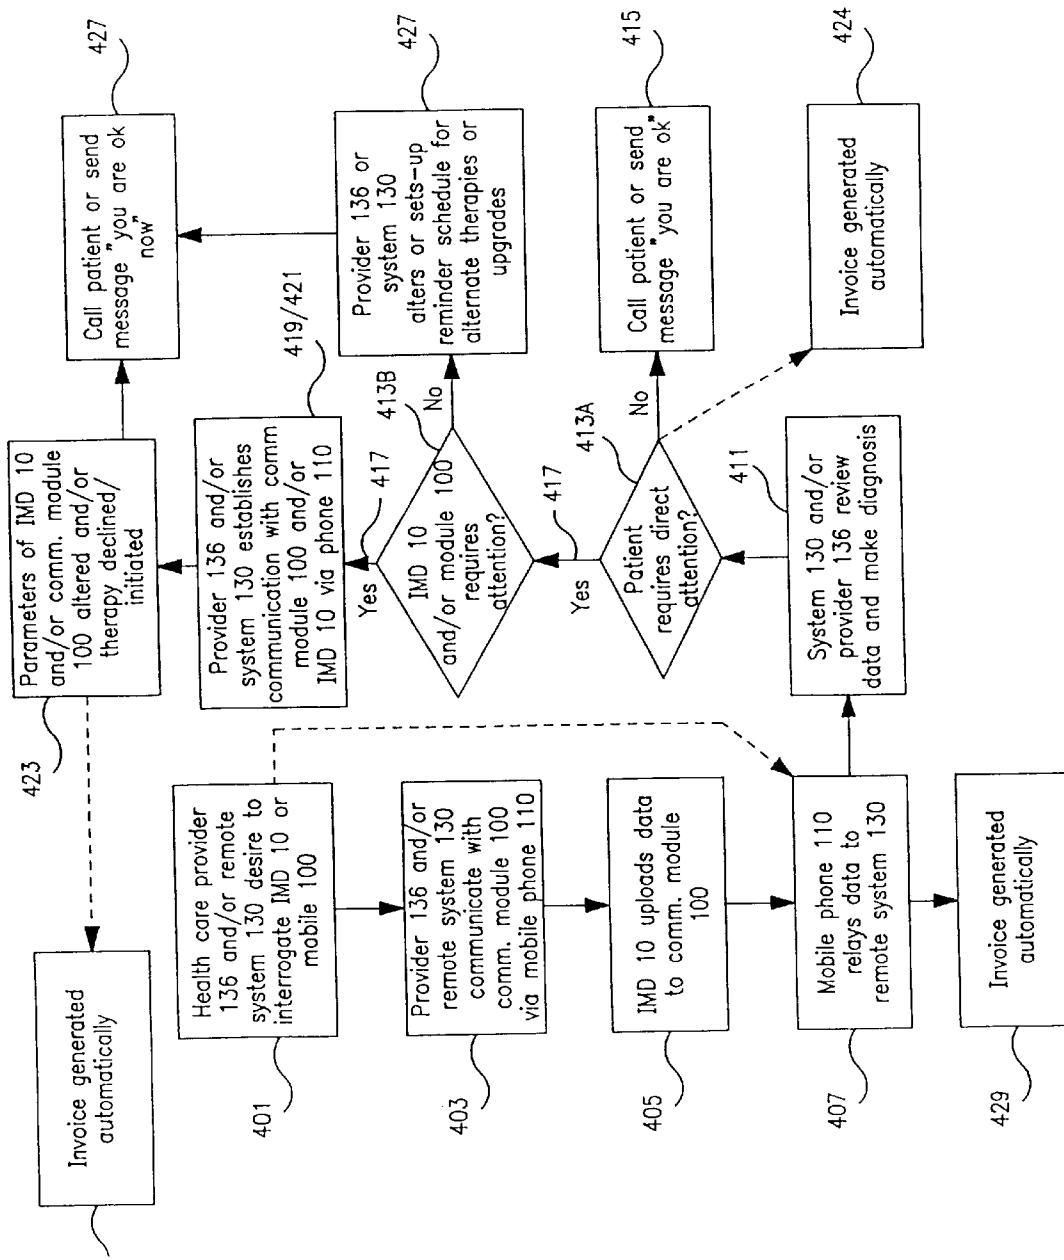 Invoice generated
automatically
401
Health care provider
136 and/or remote
system 130 desire to
interrogate IMD 10 or
mobile 100
403
Provider 136 and/or
remote system 130
communicate with
comm. module 100
via mobile phone 110
405
IMD 10 uploads data
to comm. module
100
407
Mobile phone 110
relays data to
remote system 130
429
Invoice generated
automatically
423
Parameters of IMD 10
and/or comm. module
100 altered and/or
therapy declined/
initiated
Provider 136 and/or
system 130 establishes
communication with comm
module 100 and/or
IMD 10 via phone 110
419/421
Yes
417
IMD 10
and/or module 100
requires
attention?
413B
No
Yes
417
Patient
requires direct
attention?
413A
No
System 130 and/or
provider 136 review
data and make diagnosis
411
Call patient or send
message "you are ok
now"
427
Provider 136 or
system 130
alters or sets-up
reminder schedule for
alternate therapies or
upgrades
427
Call patient or send
message "you are ok"
415
Invoice generated
automatically
424